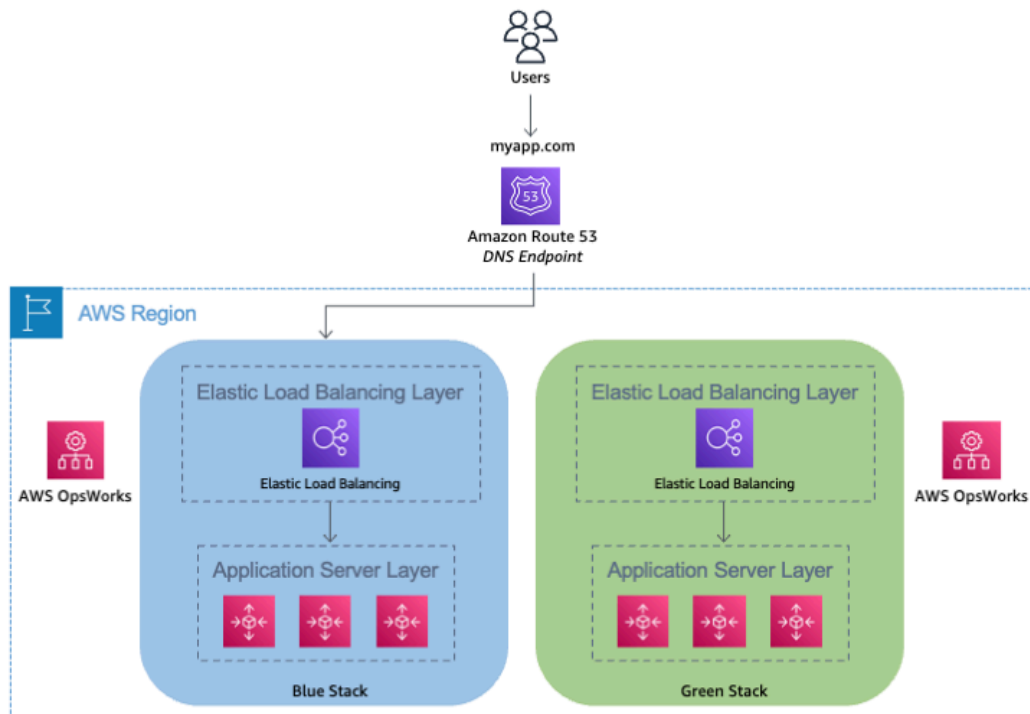 Users
myapp.com
53
Amazon Route 53
DNS Endpoint
AWS Region
Elastic Load Balancing Layer
Elastic Load Balancing
AWS OpsWorks
Application Server Layer
Blue Stack
Elastic Load Balancing Layer
Elastic Load Balancing
AWS OpsWorks
Application Server Layer
Green Stack